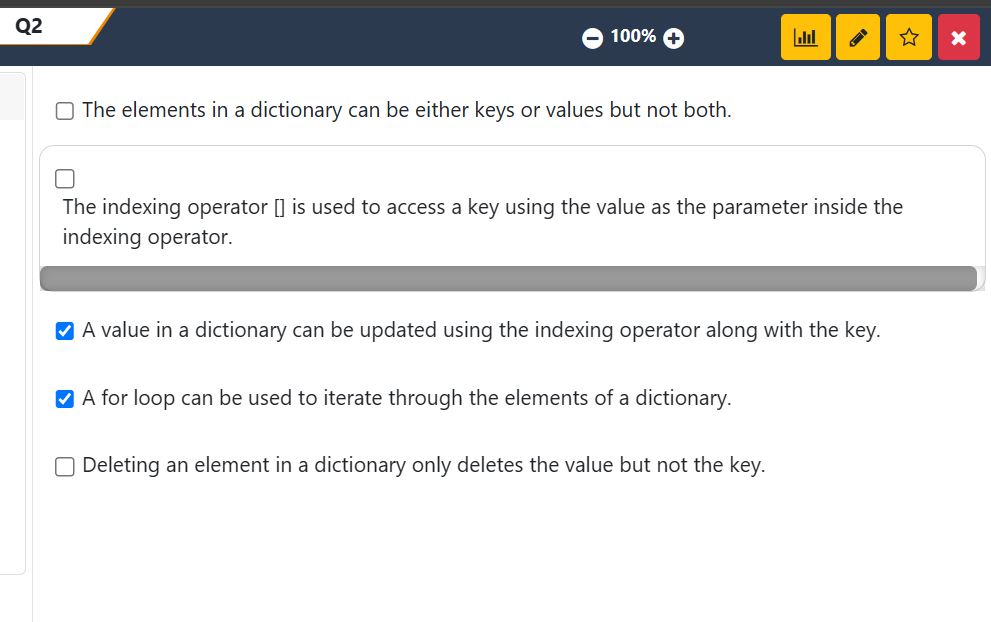 Q2
100%
The elements in a dictionary can be either keys or values but not both.
The indexing operator [] is used to access a key using the value as the parameter inside the
indexing operator.
A value in a dictionary can be updated using the indexing operator along with the key.
A for loop can be used to iterate through the elements of a dictionary.
Deleting an element in a dictionary only deletes the value but not the key.